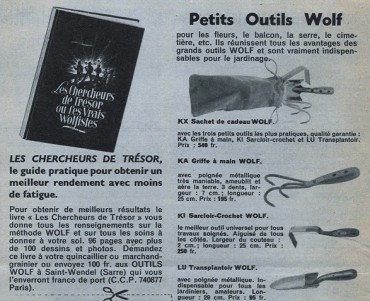 Les Chercheurs
de Trésor
ou Les Vrais
Wolfistes
LES CHERCHEURS DE TRÉSOR,
le guide pratique pour obtenir un
meilleur rendement avec moins
de fatigue.
Pour obtenir de meilleurs résultats le
livre « Les Chercheurs de Trésor » vous
donne tous les renseignements sur la
méthode WOLF et sur tous les soins à
donner à votre sol. 96 pages avec plus
de 100 dessins et photos. Demandez
ce livre à votre quincaillier ou marchand-
grainier ou envoyez 100 fr. aux OUTILS
WOLF à Saint-Wendel (Sarre) qui vous
l'enverront franco de port (C.C.P. 740877
Paris).
Petits Outils Wolf
pour les fleurs, le balcon, la serre, le cime-
tière, etc. Ils réunissent tous les avantages des
grands outils WOLF et sont vraiment indispen-
sables pour le jardinage.
KX Sachet de cadeau WOLF.
avec les trois petits outils les plus pratiques, qualité garantie :
KA Griffe à main, KI Sarcloir-crochet et LU Transplantoir.
Prix : 540 fr.
KA Griffe à main WOLF.
avec poignée métallique
très maniable, ameublit et
aère la terre. 3 dents, lar-
geur : 7 cm. ; longueur :
25 cm. Prix : 195 fr.
KI Sarcloir-Crochet WOLF.
le meilleur outil universel pour tous
travaux soignés. Aiguisé de tous
les côtés. Largeur du couteau :
2 cm. ; longueur : 25 cm. Prix :
250 fr.
LU Transplantoir WOLF.
avec poignée métallique. In-
dispensable pour tous les
jardiniers, amateurs. Lon-
gueur : 29 cm. Prix : 95 fr.